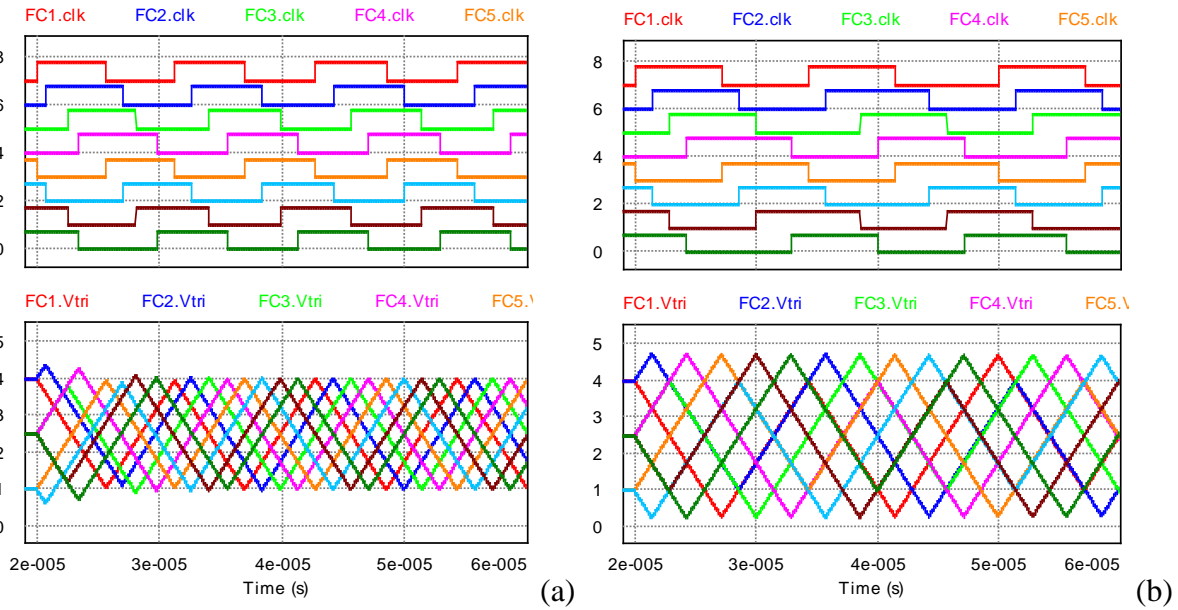 FC1.clk FC2.clk FC3.clk FC4.clk FC5.clk
8
6
4
2
0
FC1.Vtri FC2.Vtri FC3.Vtri FC4.Vtri FC5.V
5
4
3
2
1
0
2e-005 3e-005 4e-005 5e-005 6e-005
Time (s)
(a)
FC1.clk FC2.clk FC3.clk FC4.clk FC5.clk
8
6
4
2
0
FC1.Vtri FC2.Vtri FC3.Vtri FC4.Vtri FC5.V
5
4
3
2
1
0
2e-005 3e-005 4e-005 5e-005 6e-005
Time (s)
(b)